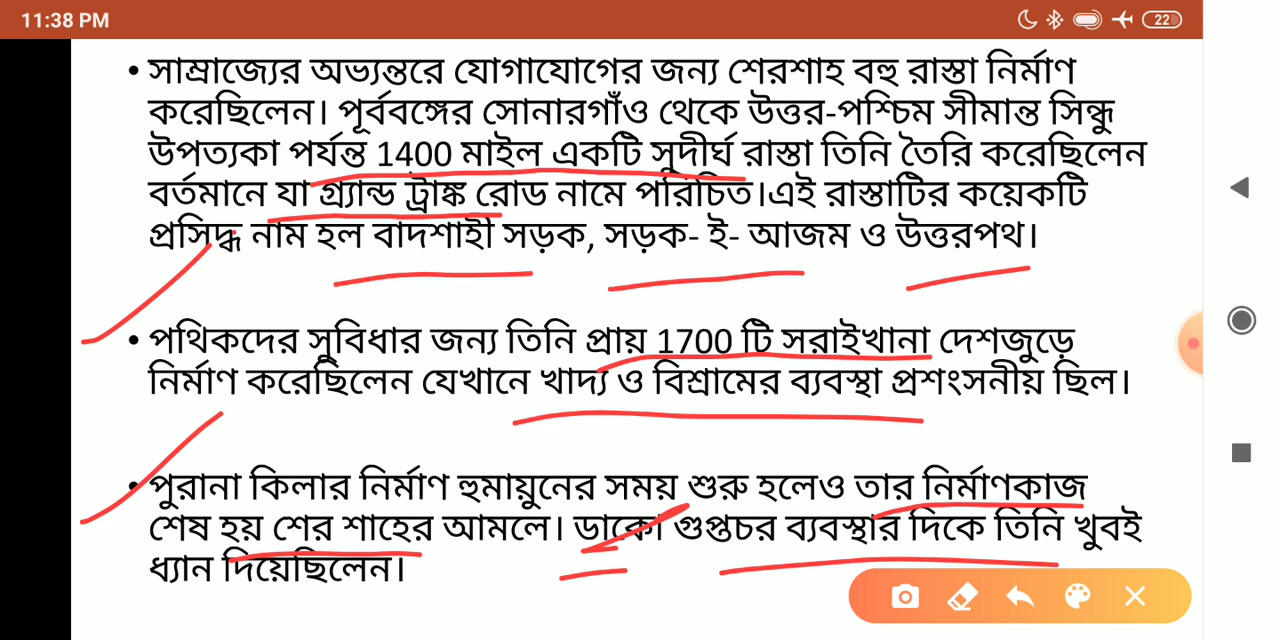 11:38 PM
22
• সাম্রাজ্যের অভ্যন্তরে যোগাযোগের জন্য শেরশাহ বহু রাস্তা নির্মাণ
করেছিলেন। পূর্ববঙ্গের সোনারগাঁও থেকে উত্তর-পশ্চিম সীমান্ত সিন্ধু
উপত্যকা পর্যন্ত 1400 মাইল একটি সুদীর্ঘ রাস্তা তিনি তৈরি করেছিলেন
বর্তমানে যা গ্র্যান্ড ট্রাঙ্ক রোড নামে পরিচিত।এই রাস্তাটির কয়েকটি
প্রসিদ্ধ নাম হল বাদশাহী সড়ক, সড়ক- ই- আজম ও উত্তরপথ।
• পথিকদের সুবিধার জন্য তিনি প্রায় 1700 টি সরাইখানা দেশজুড়ে
নির্মাণ করেছিলেন যেখানে খাদ্য ও বিশ্রামের ব্যবস্থা প্রশংসনীয় ছিল।
• পুরানা কিলার নির্মাণ হুমায়ুনের সময় শুরু হলেও তার নির্মাণকাজ
শেষ হয় শের শাহের আমলে। ডাকো গুপ্তচর ব্যবস্থার দিকে তিনি খুবই
ধ্যান দিয়েছিলেন।